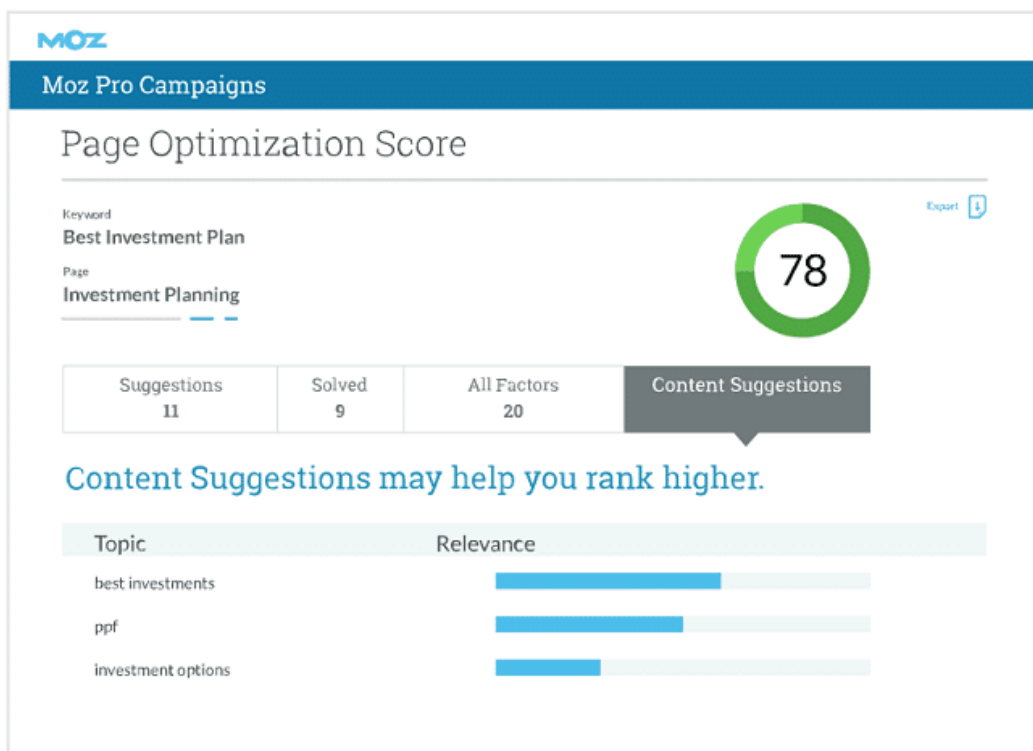 MOZ
Moz Pro Campaigns
Page Optimization Score
Keyword
Best Investment Plan
Export
Page
Investment Planning
78
Suggestions
11
Solved
9
All Factors
20
Content Suggestions
Content Suggestions may help you rank higher.
Topic
Relevance
best investments
ppf
investment options